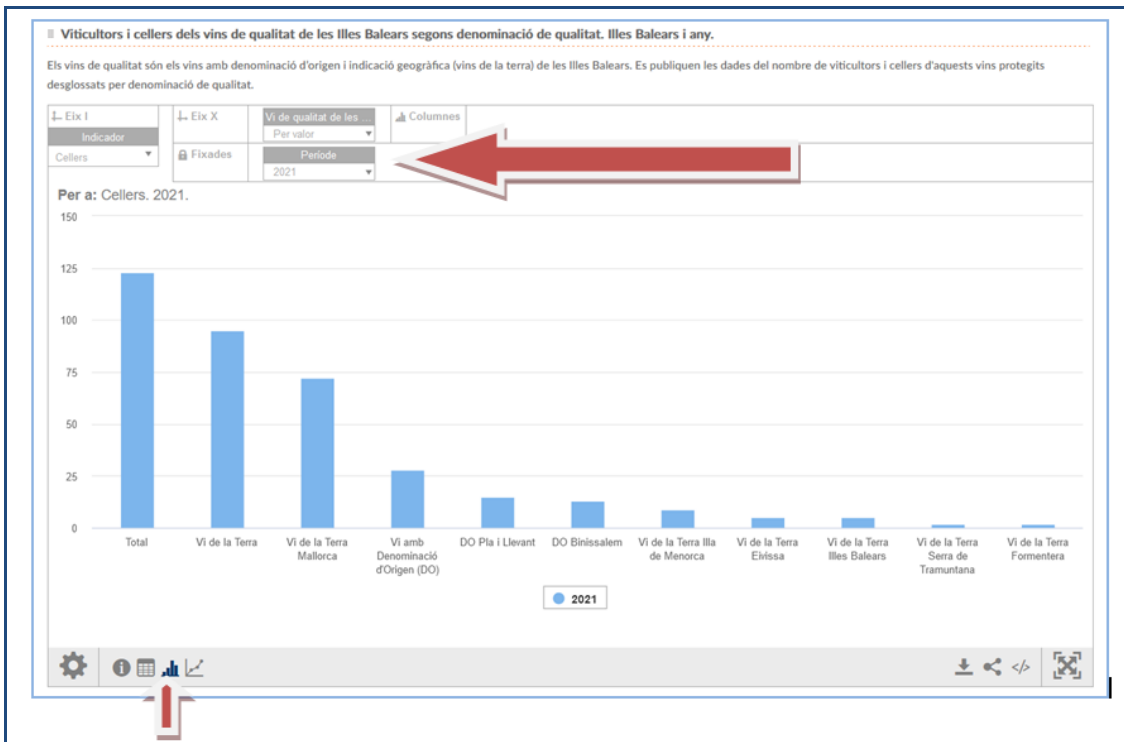 Viticultors i cellers dels vins de qualitat de les Illes Balears segons denominació de qualitat. Illes Balears i any.
Els vins de qualitat són els vins amb denominació d'origen i indicació geogràfica (vins de la terra) de les Illes Balears. Es publiquen les dades del nombre de viticultors i cellers d'aquests vins protegits
desglossats per denominació de qualitat.
Eix I
Indicador
Cellers
Eix X
Vi de qualitat de les ...
Per valor
Columnes
Fixades
Període
2021
Per a: Cellers. 2021.
150
125
100
75
50
25
0
Total
Vi de la Terra
Vi de la Terra
Mallorca
Vi amb
Denominació
d'Origen (DO)
DO Pla i Llevant
DO Binissalem
Vi de la Terra Illa
de Menorca
Vi de la Terra
Eivissa
Vi de la Terra
Illes Balears
Vi de la Terra
Serra de
Tramuntana
Vi de la Terra
Formentera
2021